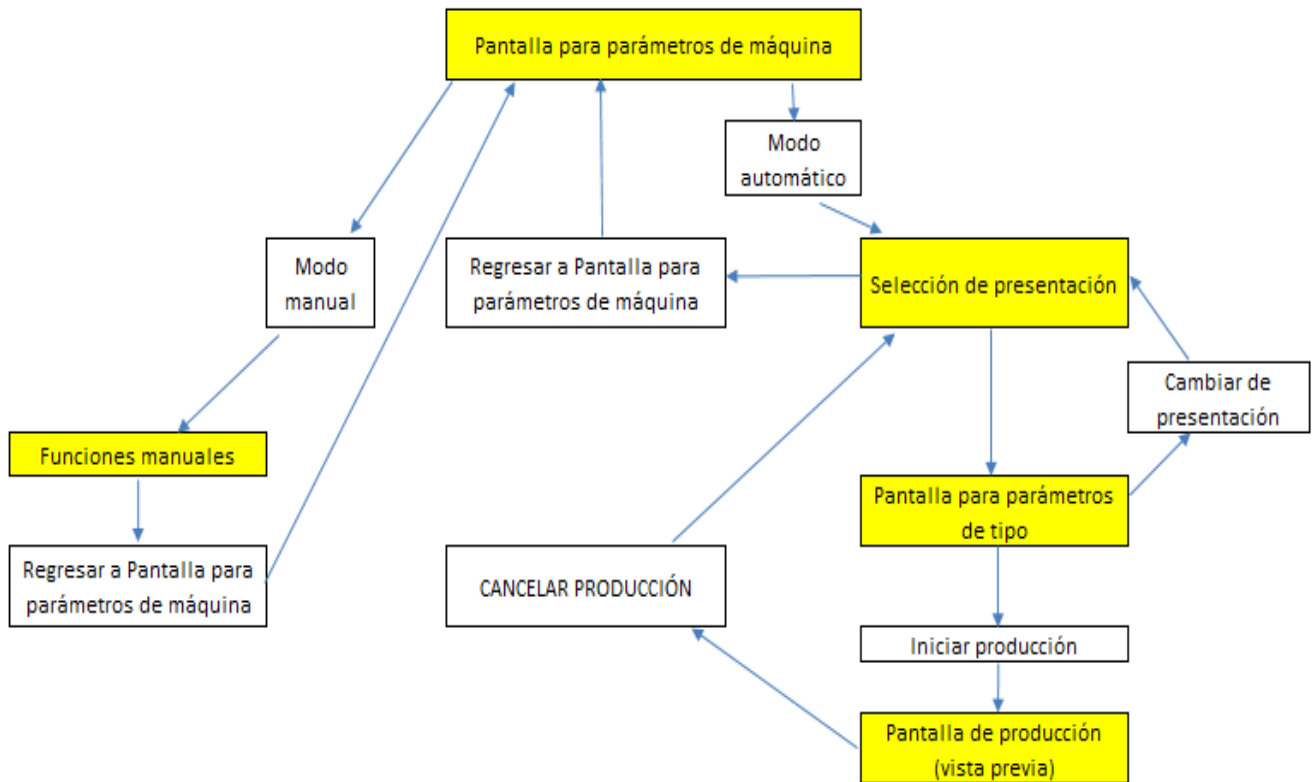 Pantalla para parámetros de máquina
Modo
automático
Modo
manual
Regresar a Pantalla para
parámetros de máquina
Selección de presentación
Cambiar de
presentación
Funciones manuales
Pantalla para parámetros
de tipo
Regresar a Pantalla para
parámetros de máquina
CANCELAR PRODUCCIÓN
Iniciar producción
Pantalla de producción
(vista previa)